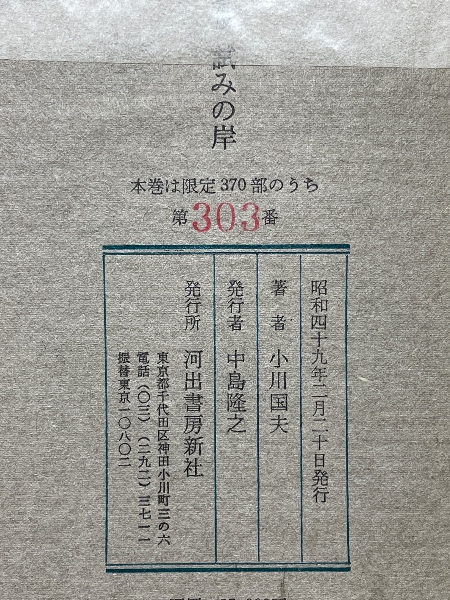 試みの岸
本巻は限定370部のうち
第303番
昭和四十九年二月二十日発行
著者 小川国夫
発行者 中島隆之
発行所 河出書房新社
東京都千代田区神田小川町三の六
電話(〇三)(二九二)三七一一
振替東京一〇八〇二